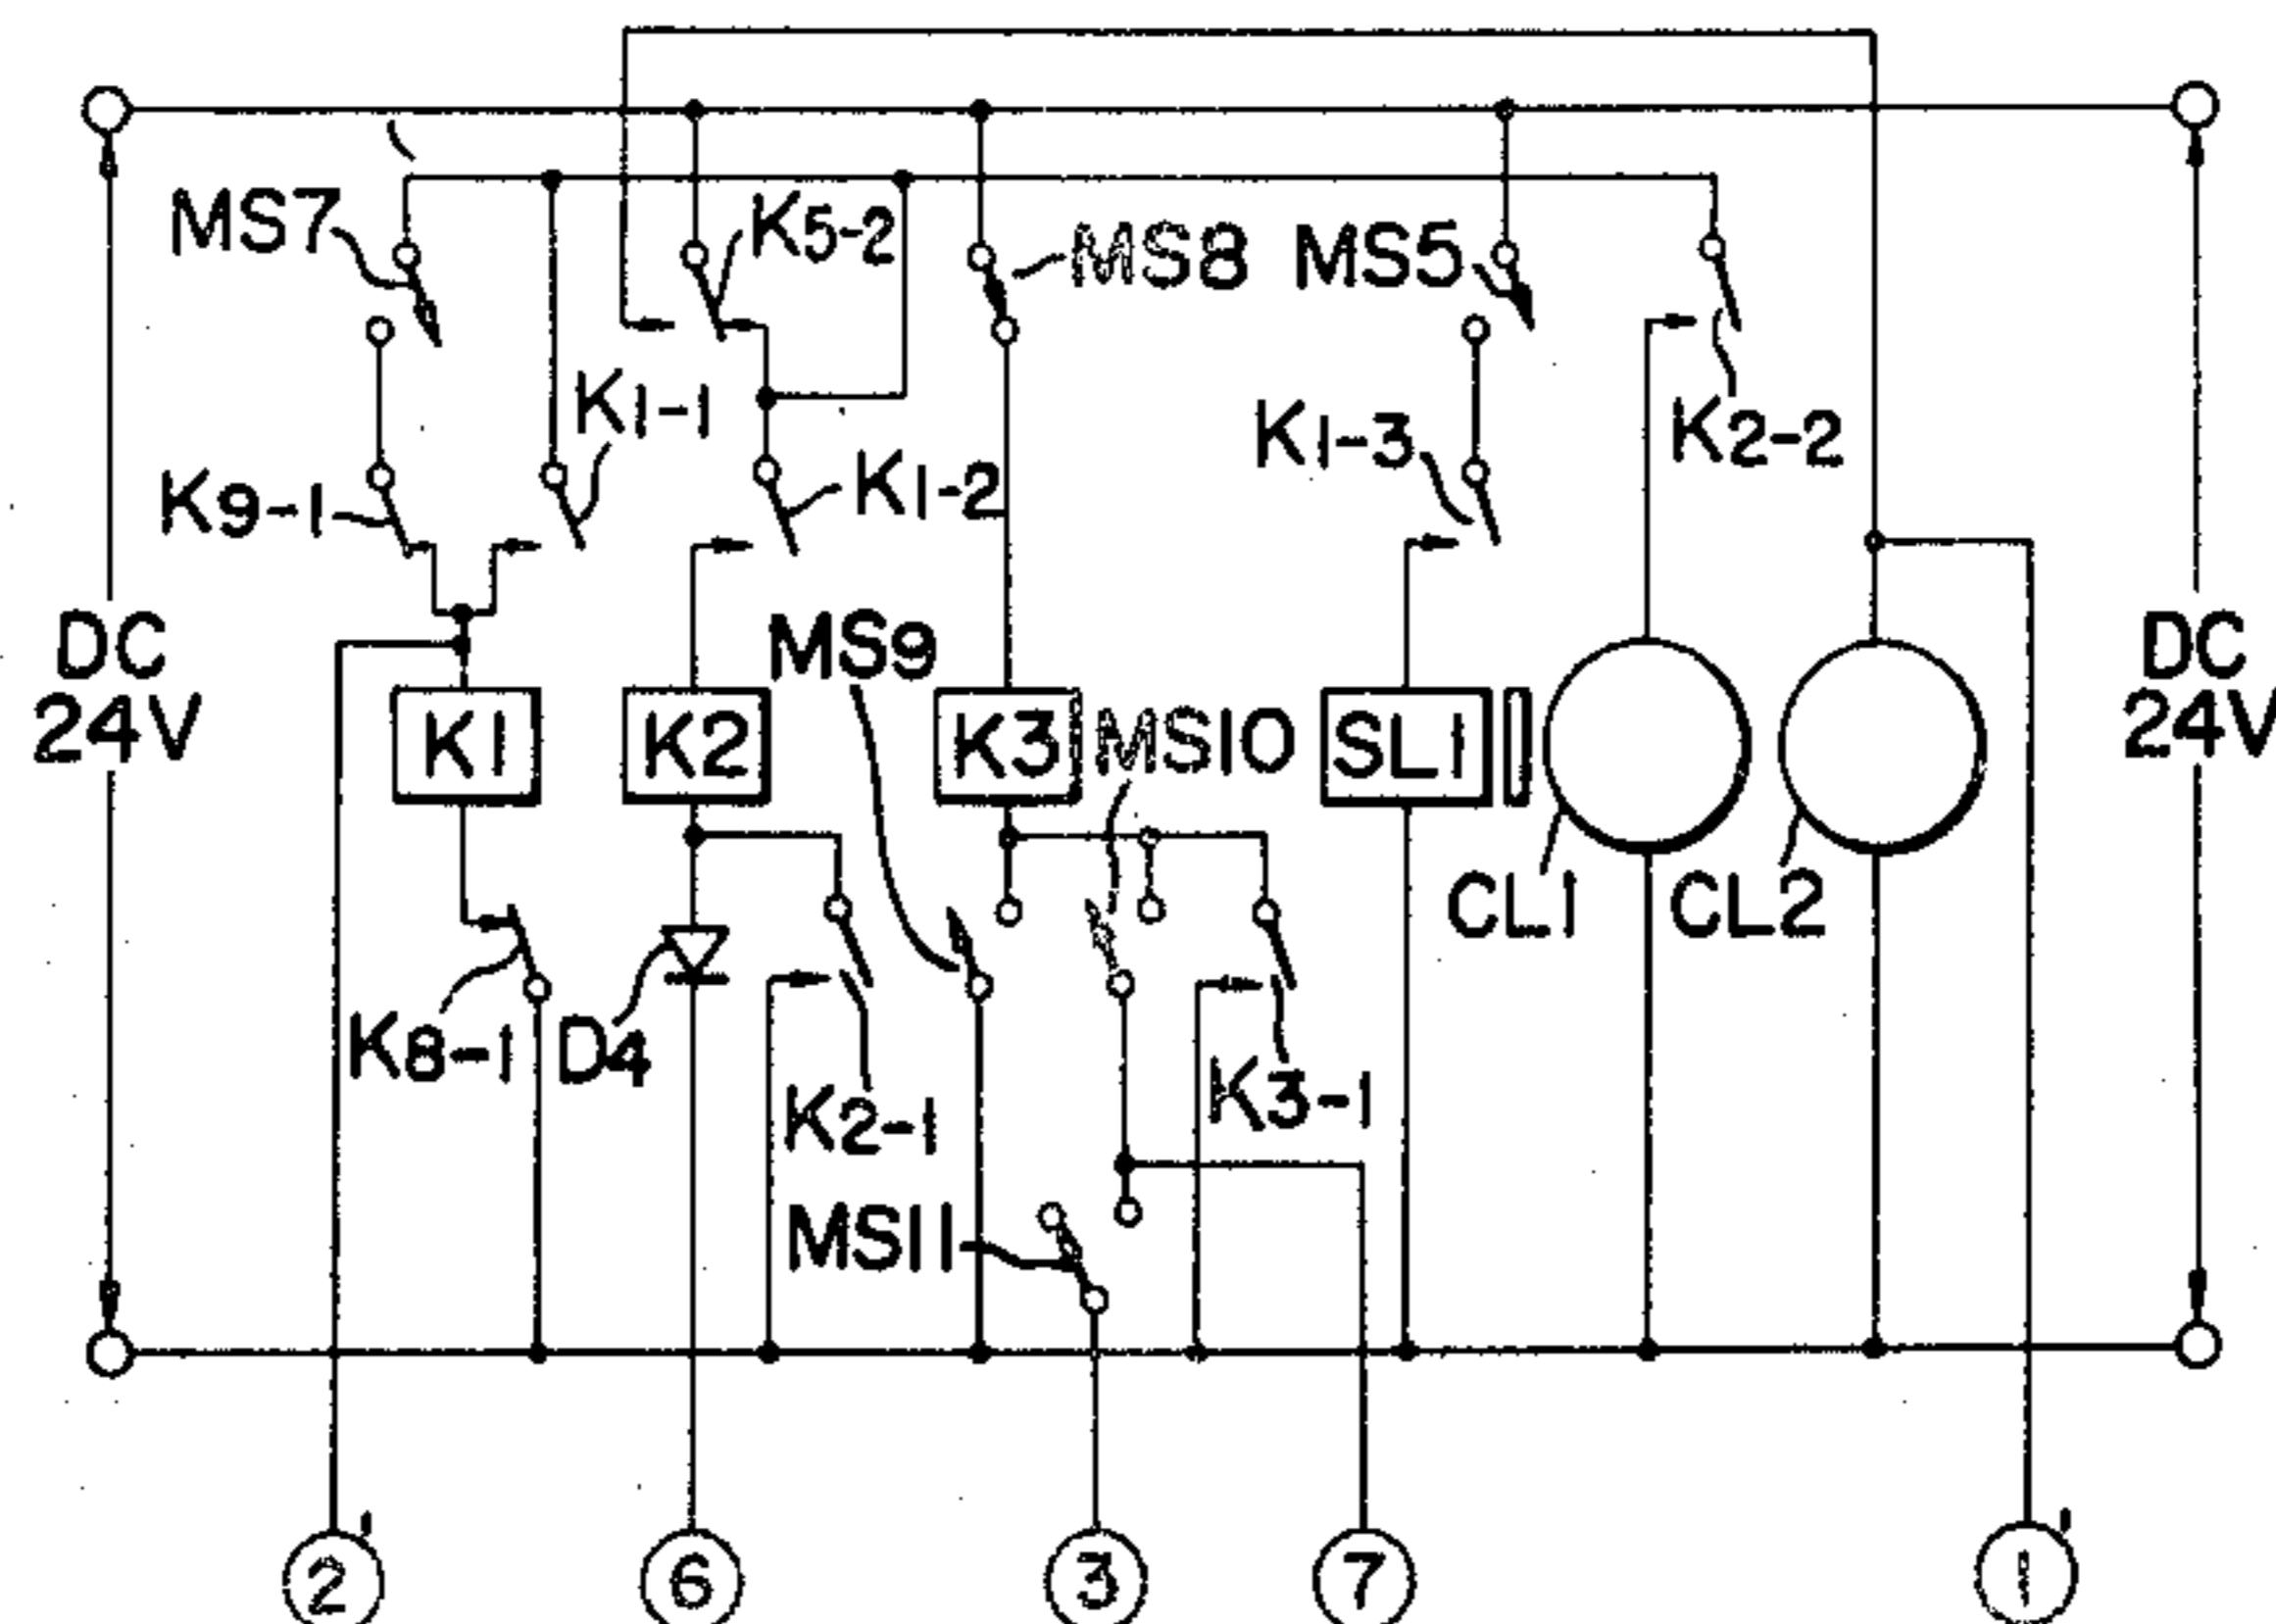 MS7
K5-2
MS8
MS5
K1-1
K1-3
K2-2
K9-1
K1-2
DC
24V
MS9
DC
24V
K1
K2
K3
MS10
SL1
CL1
CL2
K8-1
D4
K2-1
K3-1
MS11
2'
6
3
7
1'